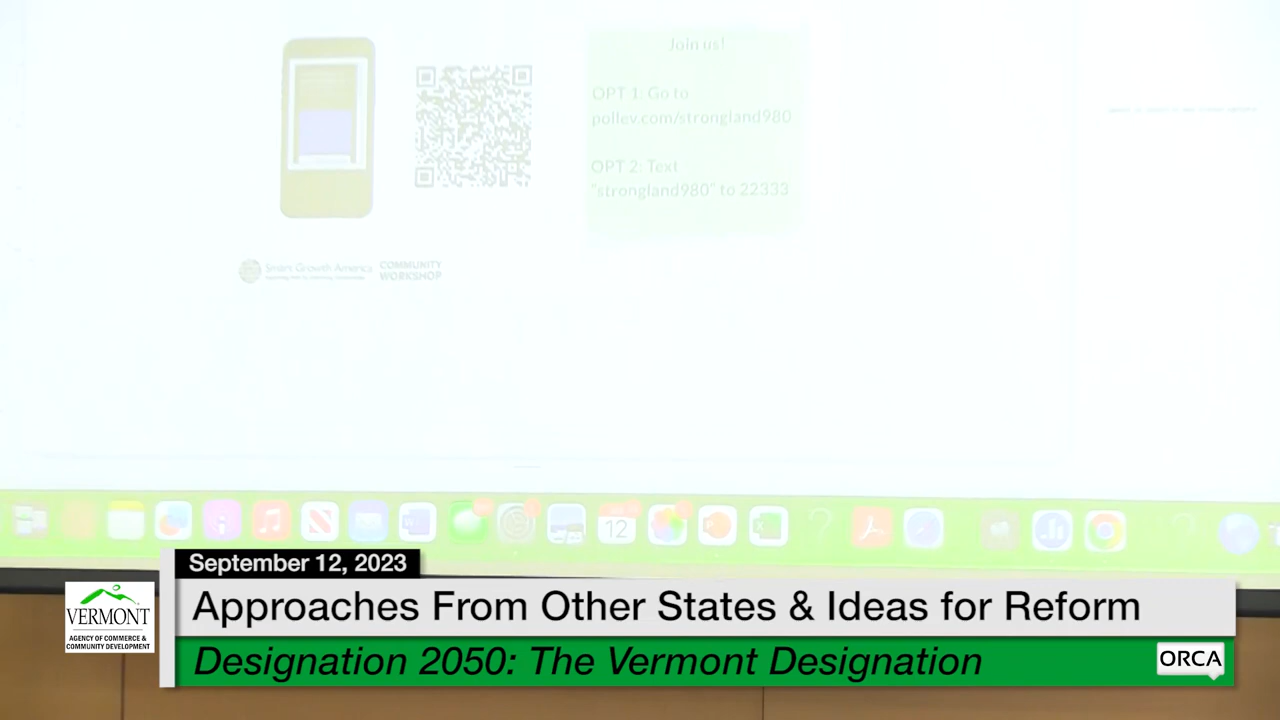 Join us!
OPT 1: Go to
pollev.com/strongland980
OPT 2: Text
"strongland980" to 22333
Smart Growth America
COMMUNITY
WORKSHOP
12
September 12, 2023
Approaches From Other States & Ideas for Reform
Designation 2050: The Vermont Designation
VERMONT
AGENCY OF COMMERCE &
COMMUNITY DEVELOPMENT
ORCA